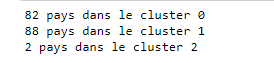 82 pays dans le cluster 0
88 pays dans le cluster 1
2 pays dans le cluster 2